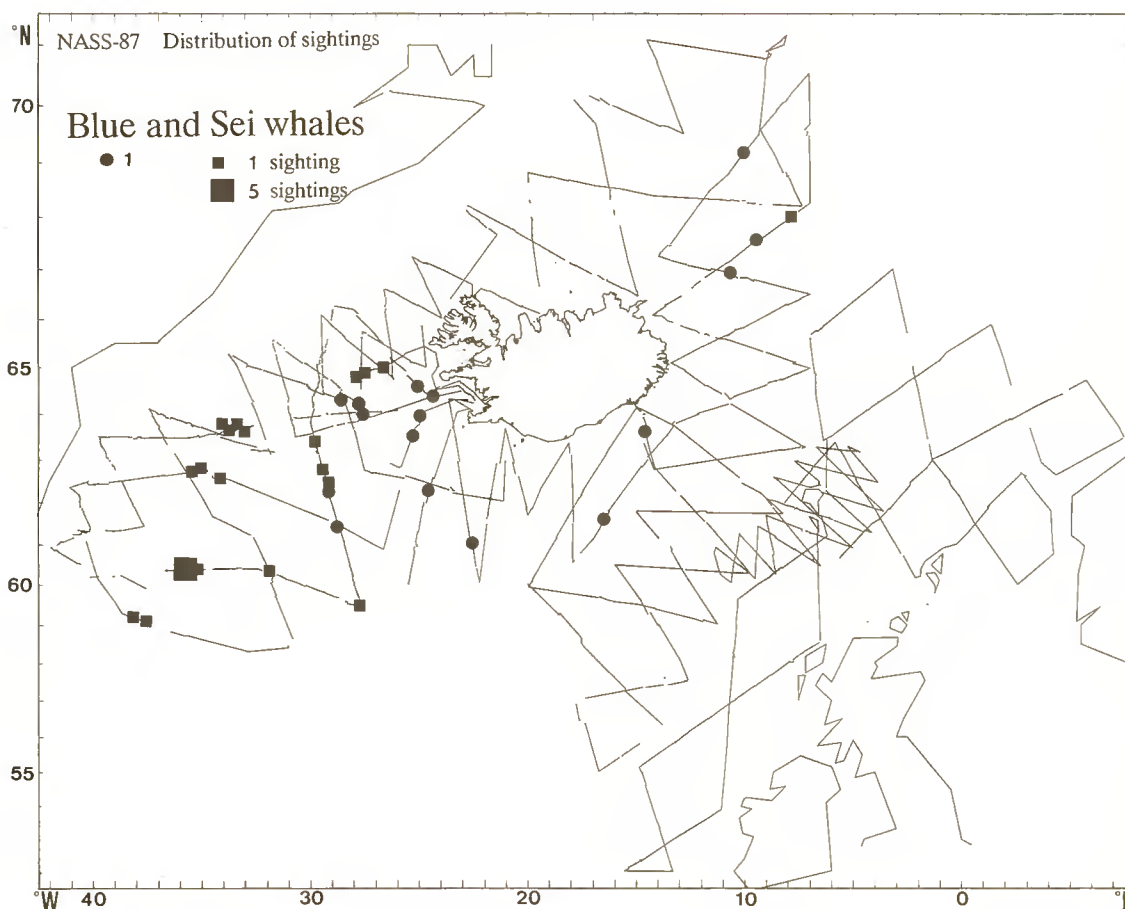 °N
NASS-87 Distribution of sightings
70
Blue and Sei whales
1
1 sighting
5 sightings
65
60
55
°W 40 30 20 10 0 °E